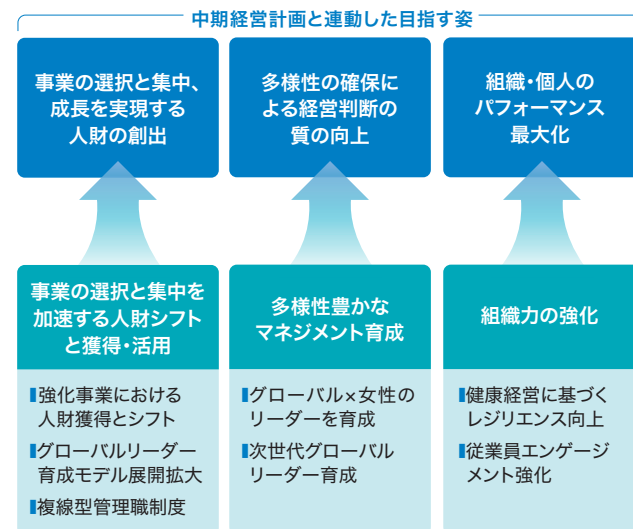 中期経営計画と連動した目指す姿
事業の選択と集中、
成長を実現する
人財の創出
多様性の確保に
よる経営判断の
質の向上
組織・個人の
パフォーマンス
最大化
事業の選択と集中を
加速する人財シフト
と獲得・活用
多様性豊かな
マネジメント育成
組織力の強化
強化事業における
人財獲得とシフト
グローバルリーダー
育成モデル展開拡大
複線型管理職制度
グローバル×女性の
リーダーを育成
次世代グローバル
リーダー育成
健康経営に基づく
レジリエンス向上
従業員エンゲージ
メント強化